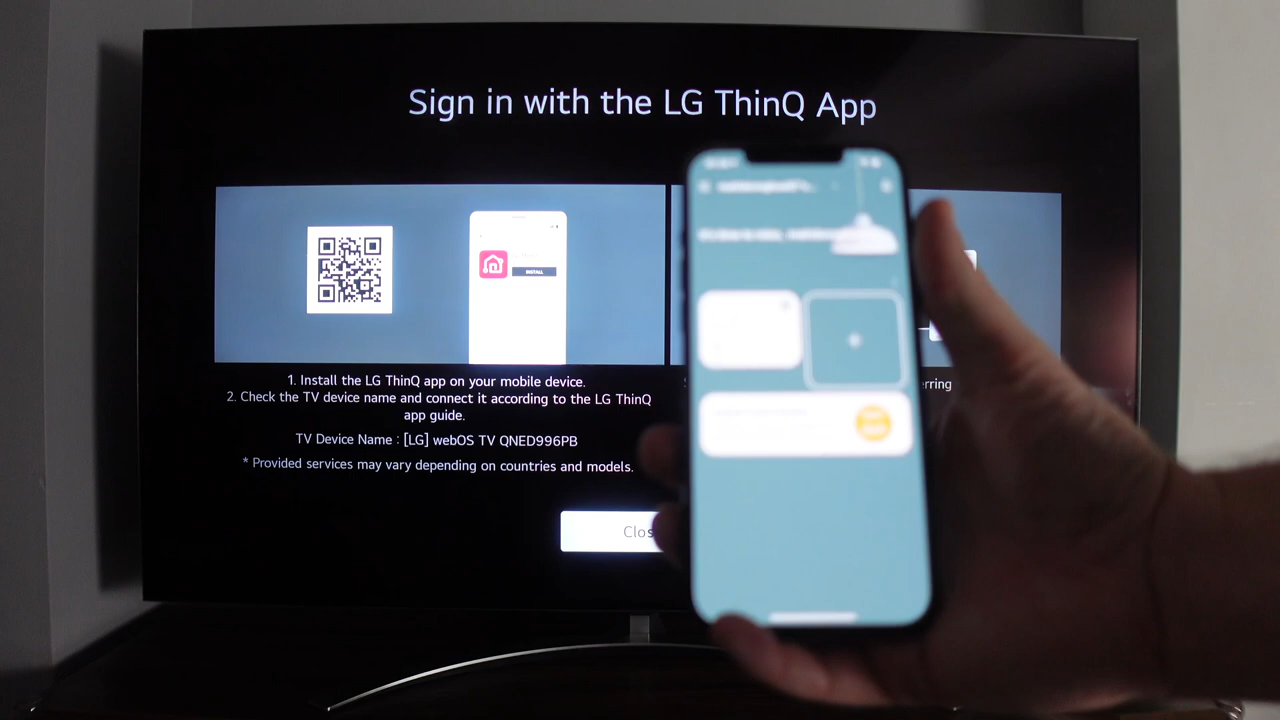 Sign in with the LG ThinQ App
INSTALL
1. Install the LG ThinQ app on your mobile device.
2. Check the TV device name and connect it according to the LG ThinQ
app guide.
TV Device Name : [LG] webOS TV QNED996PB
* Provided services may vary depending on countries and models.